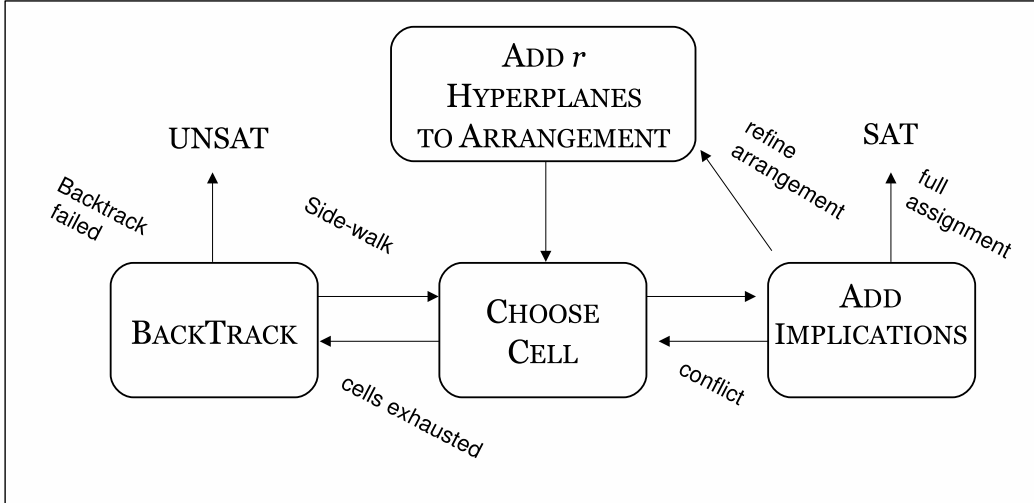 ADD r
HYPERPLANES
TO ARRANGEMENT
UNSAT
SAT
refine
arrangement
full
assignment
Backtrack
failed
Side-walk
BACKTRACK
CHOOSE
CELL
ADD
IMPLICATIONS
cells exhausted
conflict